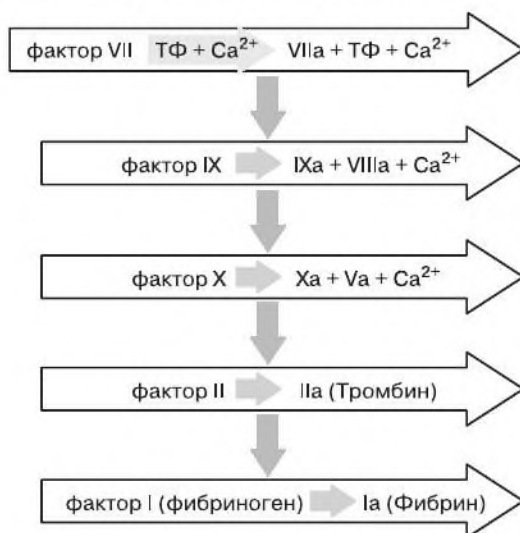 фактор VII ТФ + Ca²⁺ VIIa + ТФ + Ca²⁺
фактор IX IXa + VIIIa + Ca²⁺
фактор X Xa + Va + Ca²⁺
фактор II IIa (Тромбин)
фактор I (фибриноген) Ia (Фибрин)